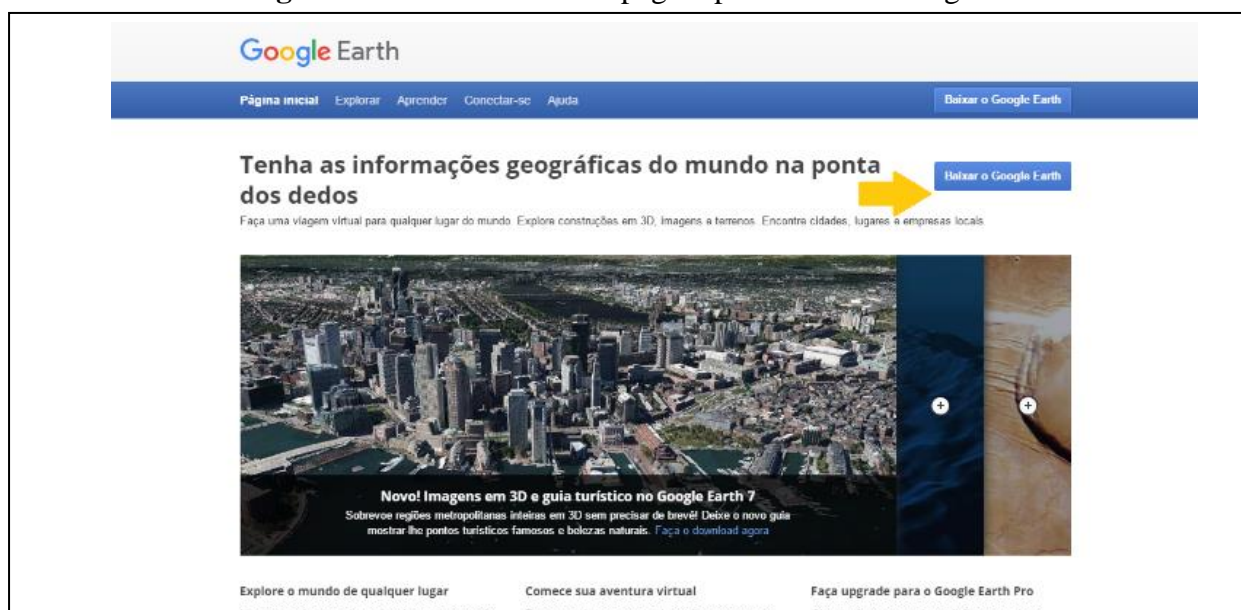 Google Earth
Página inicial Explorar Aprender Conectar-se Ajuda
Baixar o Google Earth
Tenha as informações geográficas do mundo na ponta
dos dedos
Baixar o Google Earth
Faça uma viagem virtual para qualquer lugar do mundo. Explore construções em 3D, imagens e terrenos. Encontre cidades, lugares e empresas locais.
Novo! Imagens em 3D e guia turístico no Google Earth 7
Sobrevoe regiões metropolitanas inteiras em 3D sem precisar de brevê! Deixe o novo guia
mostrar-lhe pontos turísticos famosos e belezas naturais. Faça o download agora
Explore o mundo de qualquer lugar
Comece sua aventura virtual
Faça upgrade para o Google Earth Pro